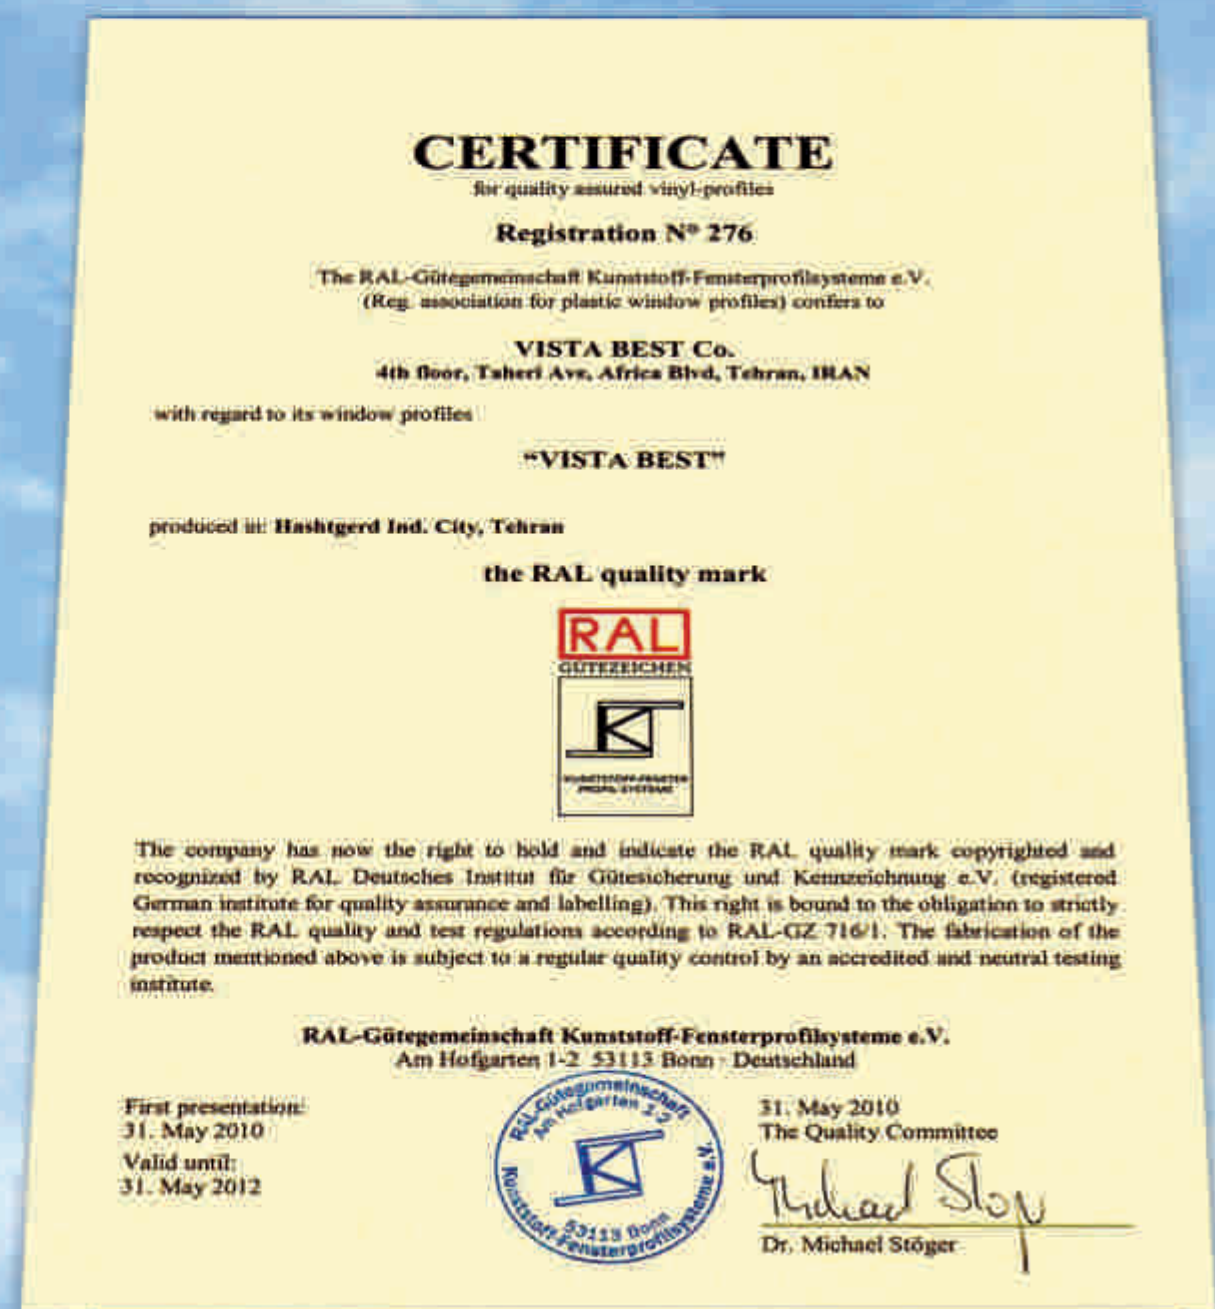 CERTIFICATE
for quality assured vinyl-profiles
Registration N° 276
The RAL-Gütegemeinschaft Kunststoff-Fensterprofilsysteme e.V.
(Reg. association for plastic window profiles) confers to
VISTA BEST Co.
4th floor, Taheri Ave, Africa Blvd, Tehran, IRAN
with regard to its window profiles
“VISTA BEST”
produced in: Hashtgerd Ind. City, Tehran
the RAL quality mark
RAL
GÜTEZEICHEN
K
KUNSTSTOFF-FENSTER
PROFIL-SYSTEME
The company has now the right to hold and indicate the RAL quality mark copyrighted and
recognized by RAL Deutsches Institut für Gütesicherung und Kennzeichnung e.V. (registered
German institute for quality assurance and labelling). This right is bound to the obligation to strictly
respect the RAL quality and test regulations according to RAL-GZ 716/1. The fabrication of the
product mentioned above is subject to a regular quality control by an accredited and neutral testing
institute.
RAL-Gütegemeinschaft Kunststoff-Fensterprofilsysteme e.V.
Am Hofgarten 1-2 53113 Bonn - Deutschland
First presentation:
31. May 2010
Valid until:
31. May 2012
RAL-Gütegemeinschaft
Am Hofgarten 1-2
K
53113 Bonn
Kunststoff-Fensterprofilsysteme e.V.
31. May 2010
The Quality Committee
Michael Stöger
Dr. Michael Stöger